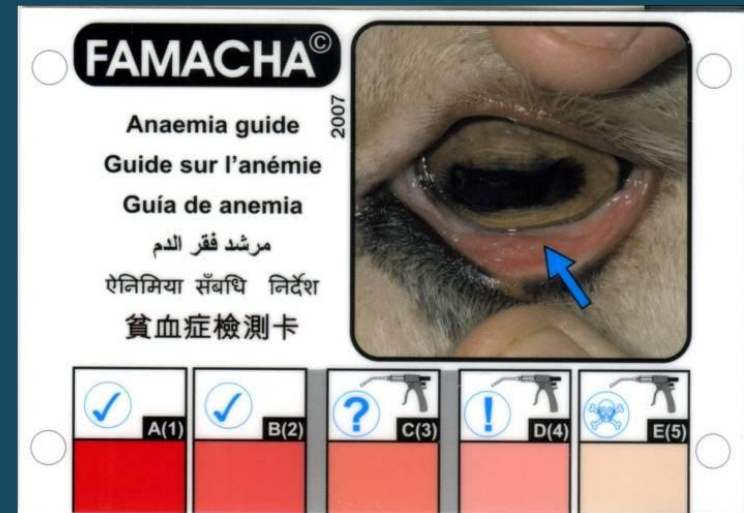 FAMACHA©
2007
Anaemia guide
Guide sur l'anémie
Guía de anemia
مرشد فقر الدم
ऐनिमिया सँबधि निर्देश
貧血症檢測卡
A(1)
? B(2)
C(3)
! D(4)
E(5)